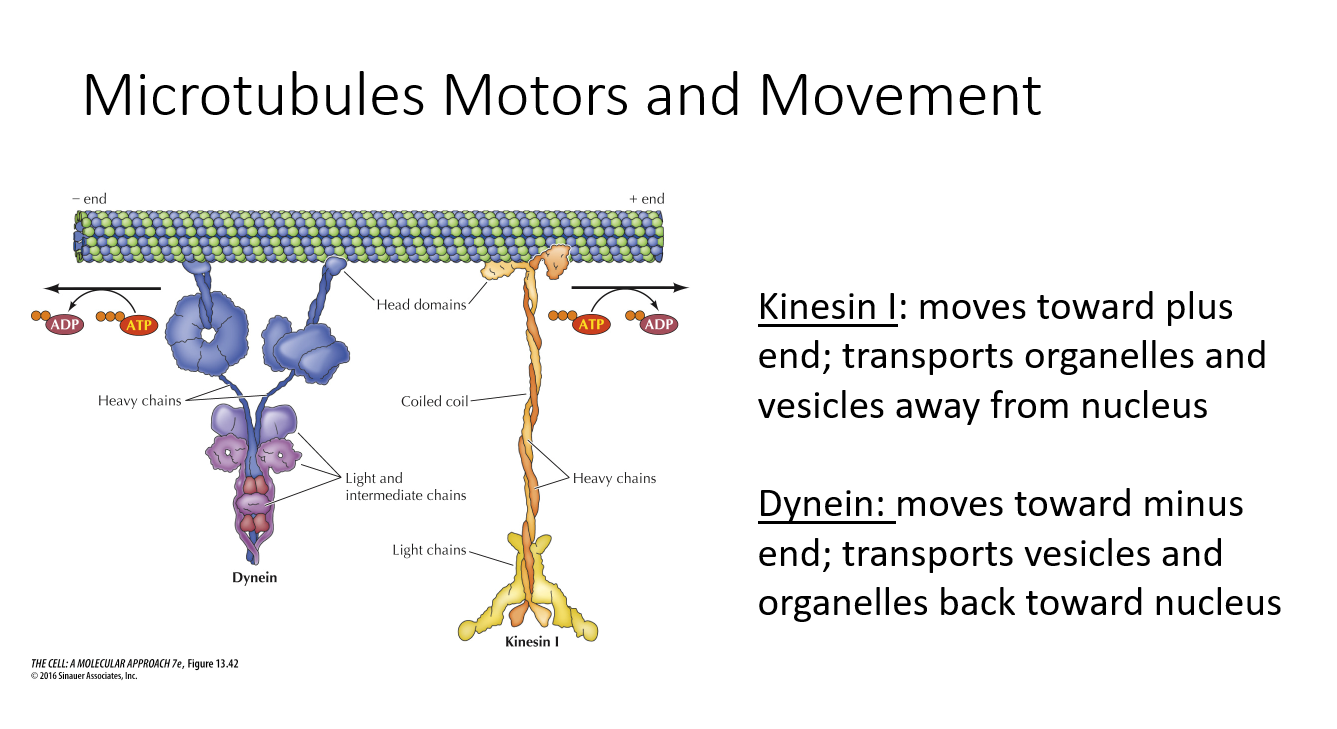 Microtubules Motors and Movement
– end
+ end
Head domains
ADP
ATP
ATP
ADP
Heavy chains
Coiled coil
Light and
intermediate chains
Heavy chains
Light chains
Dynein
Kinesin I
THE CELL: A MOLECULAR APPROACH 7e, Figure 13.42
© 2016 Sinauer Associates, Inc.
Kinesin I: moves toward plus
end; transports organelles and
vesicles away from nucleus
Dynein: moves toward minus
end; transports vesicles and
organelles back toward nucleus